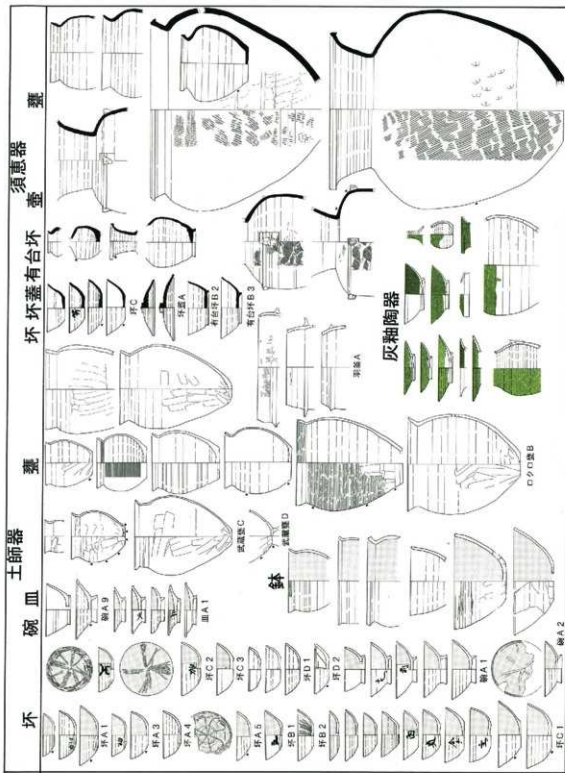 土師器
須恵器
坏
碗
皿
甕
坏
坏蓋
有台坏
壺
甕
鉢
灰釉陶器
坏A1
坏A3
坏A4
坏A5
坏B1
坏B2
坏C1
坏C2
坏C3
坏D1
坏D2
碗A1
碗A2
碗A9
皿A1
武蔵甕C
武蔵甕D
ロクロ甕B
羽釜A
坏C
坏蓋A
有台坏B2
有台坏B3